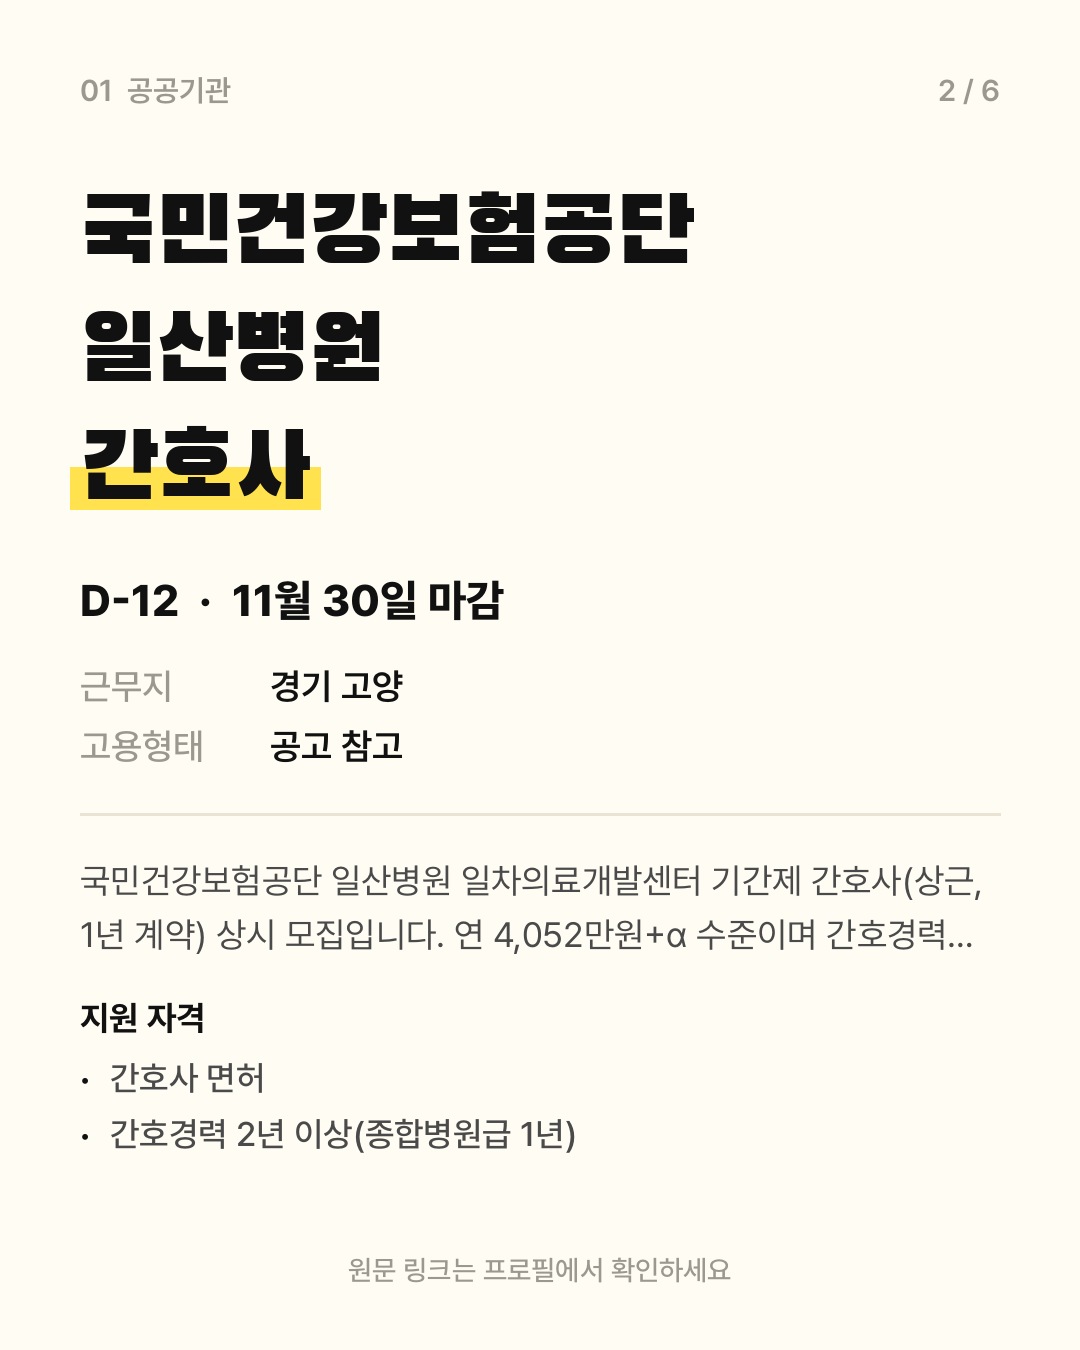 01 공공기관
2 / 6
국민건강보험공단
일산병원
간호사
D-12 · 11월 30일 마감
근무지 경기 고양
고용형태 공고 참고
국민건강보험공단 일산병원 일차의료개발센터 기간제 간호사(상근,
1년 계약) 상시 모집입니다. 연 4,052만원+α 수준이며 간호경력...
지원 자격
• 간호사 면허
• 간호경력 2년 이상(종합병원급 1년)
원문 링크는 프로필에서 확인하세요